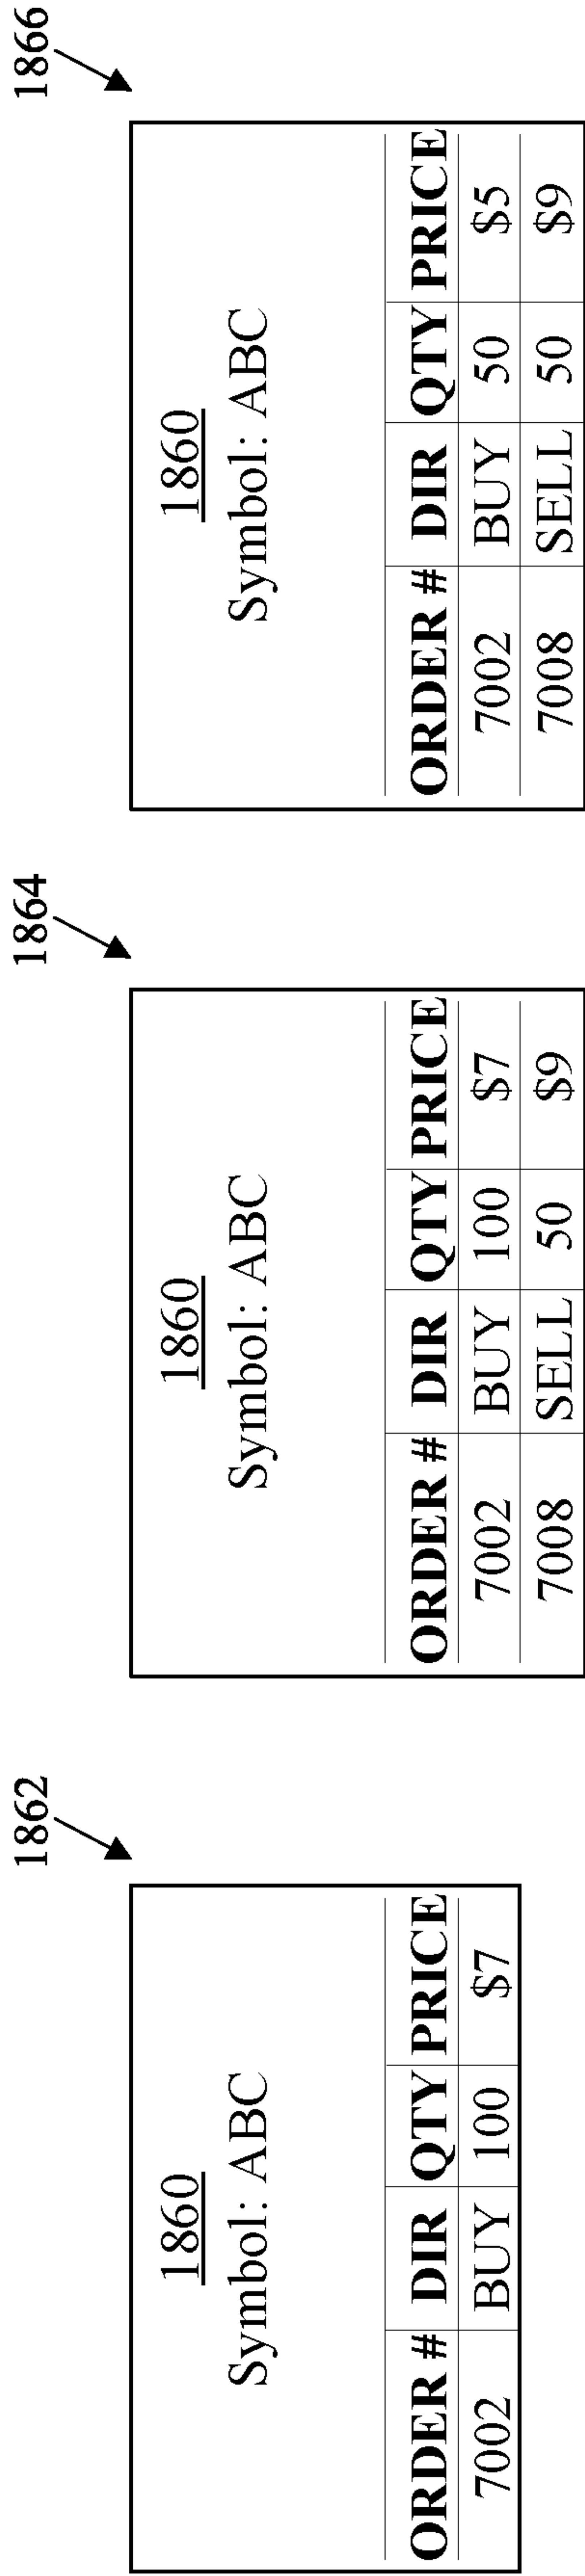 1862
1860
Symbol: ABC
ORDER # DIR QTY PRICE
7002 BUY 100 $7
1864
1860
Symbol: ABC
ORDER # DIR QTY PRICE
7002 BUY 100 $7
7008 SELL 50 $9
1866
1860
Symbol: ABC
ORDER # DIR QTY PRICE
7002 BUY 50 $5
7008 SELL 50 $9